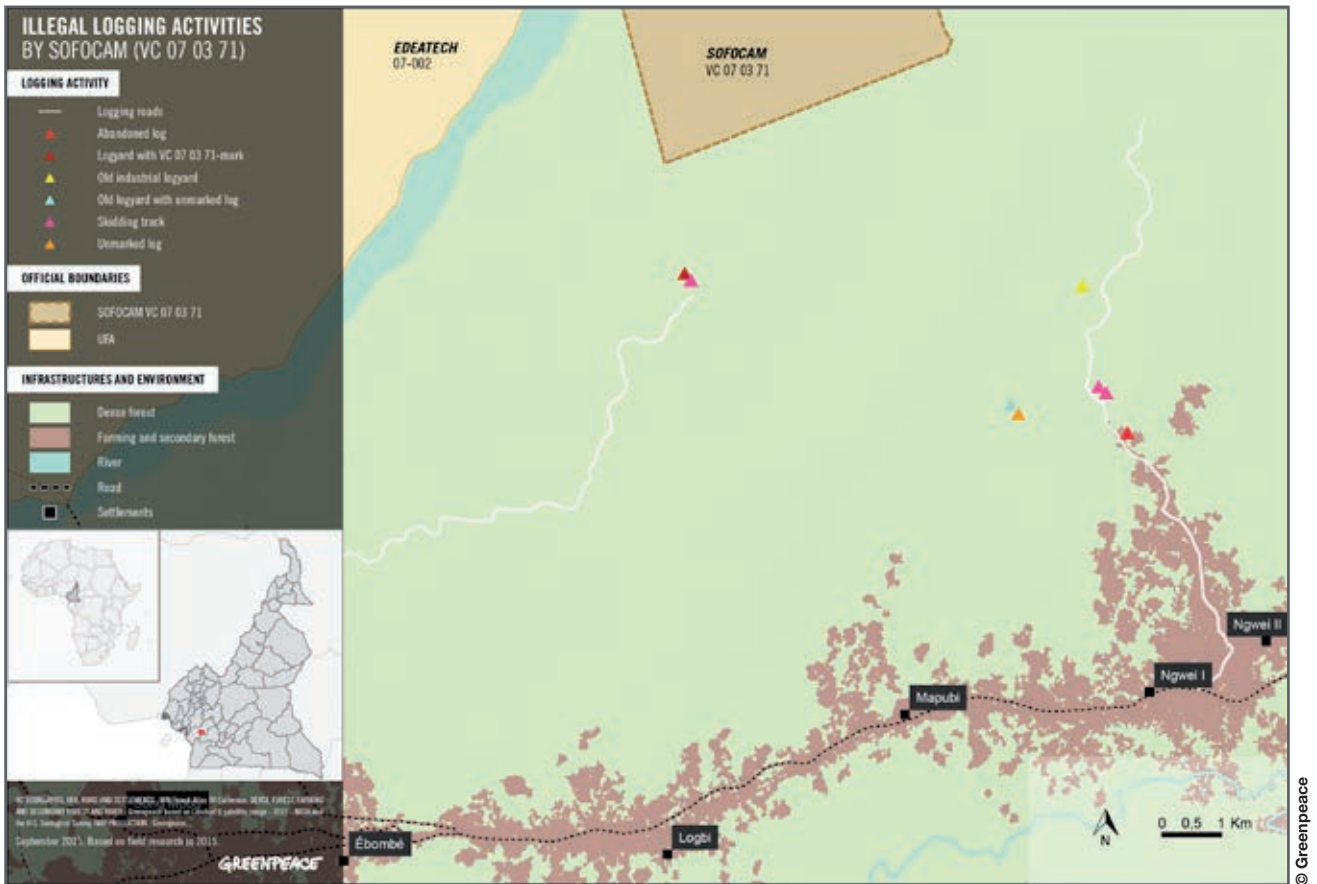 ILLEGAL LOGGING ACTIVITIES
BY SOFOCAM (VC 07 03 71)
LOGGING ACTIVITY
Logging roads
Abandoned log
Logyard with VC 07 03 71-mark
Old industrial logyard
Old logyard with unmarked log
Skidding track
Unmarked log
OFFICIAL BOUNDARIES
SOFOCAM VC 07 03 71
UFA
INFRASTRUCTURES AND ENVIRONMENT
Dense forest
Farming and secondary forest
River
Road
Settlements
September 2015. Based on field research in 2015.
GREENPEACE
EDEATECH
07-002
SOFOCAM
VC 07 03 71
Ngwei II
Ngwei I
Mapubi
Logbi
Ébombé
N
0 0,5 1 Km
© Greenpeace